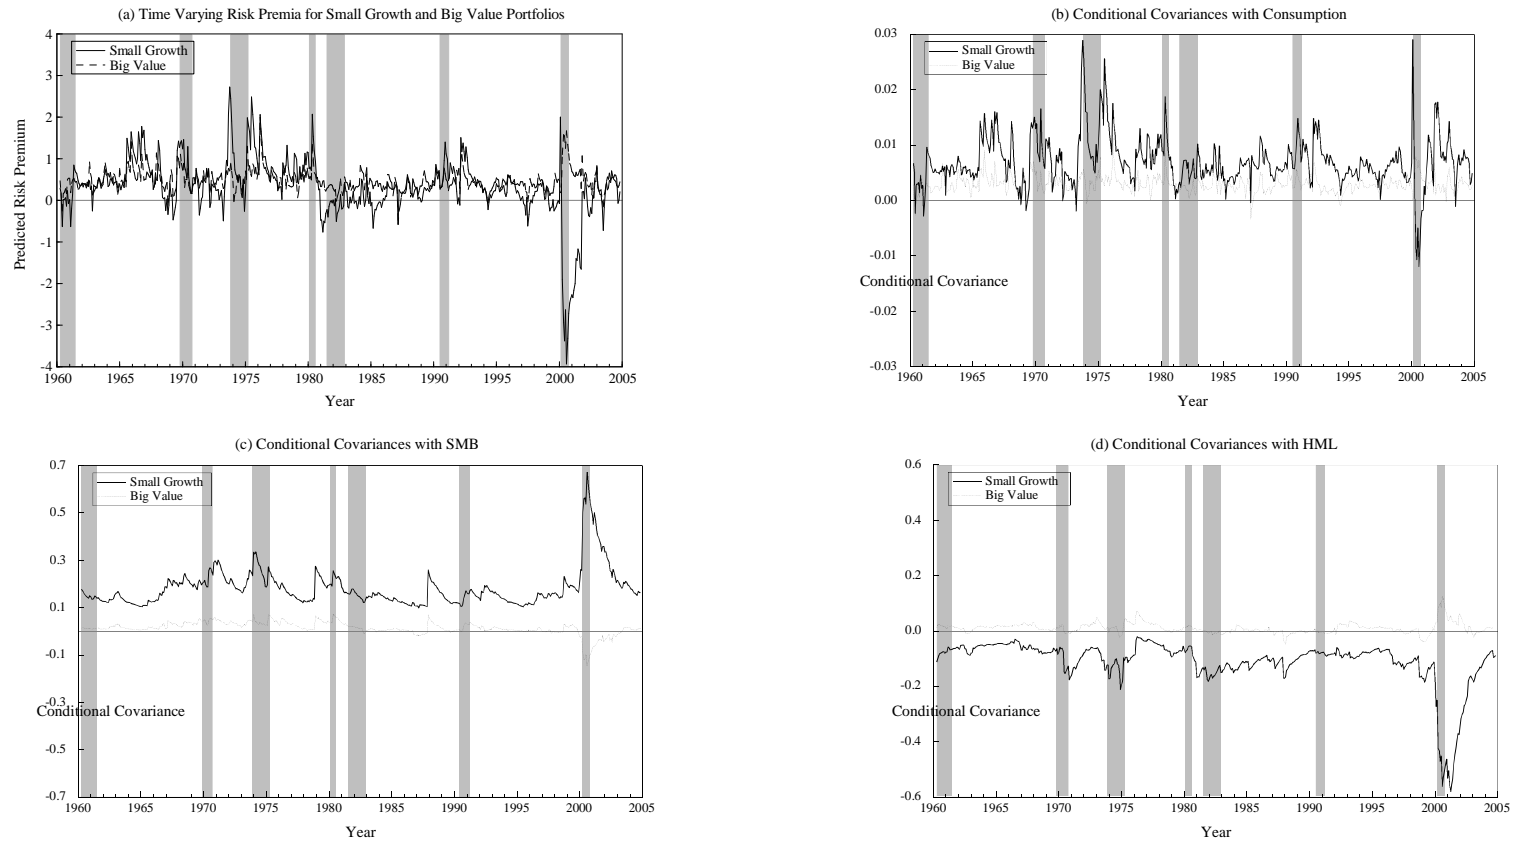 (a) Time Varying Risk Premia for Small Growth and Big Value Portfolios
Small Growth
Big Value
Predicted Risk Premium
4
3
2
1
0
-1
-2
-3
-4
1960 1965 1970 1975 1980 1985 1990 1995 2000 2005
Year
(b) Conditional Covariances with Consumption
Small Growth
Big Value
Conditional Covariance
0.03
0.02
0.01
0.00
-0.01
-0.02
-0.03
1960 1965 1970 1975 1980 1985 1990 1995 2000 2005
Year
(c) Conditional Covariances with SMB
Small Growth
Big Value
Conditional Covariance
0.7
0.5
0.3
0.1
-0.1
-0.3
-0.5
-0.7
1960 1965 1970 1975 1980 1985 1990 1995 2000 2005
Year
(d) Conditional Covariances with HML
Small Growth
Big Value
Conditional Covariance
0.6
0.4
0.2
0.0
-0.2
-0.4
-0.6
1960 1965 1970 1975 1980 1985 1990 1995 2000 2005
Year